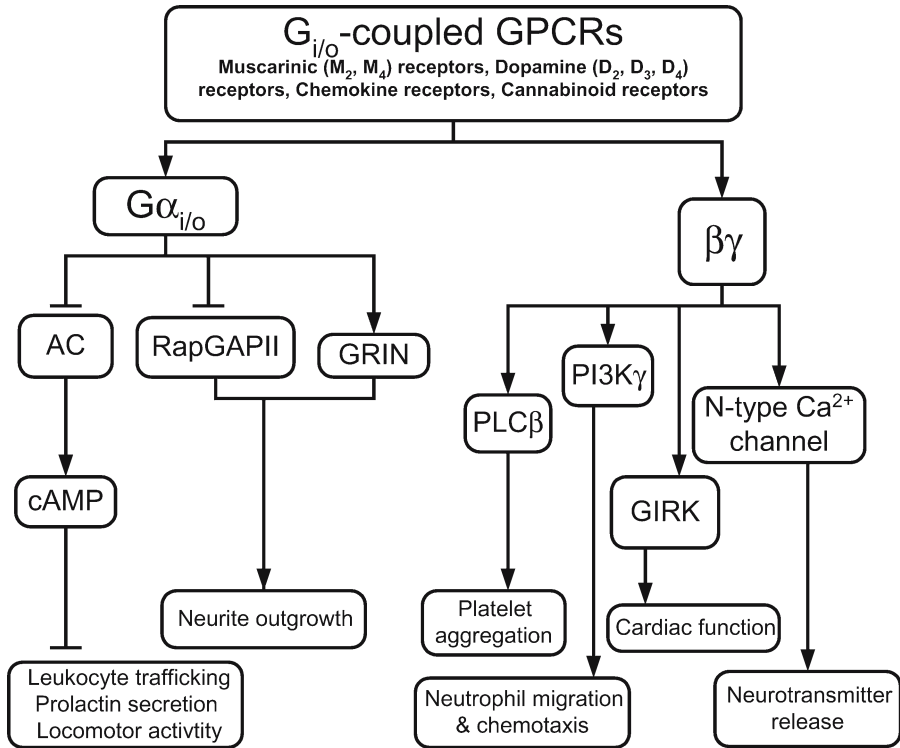 G_{i/o}-coupled GPCRs
Muscarinic (M₂, M₄) receptors, Dopamine (D₂, D₃, D₄)
receptors, Chemokine receptors, Cannabinoid receptors
Gα_{i/o}
βγ
AC
RapGAPII
GRIN
PLCβ
PI3Kγ
N-type Ca²⁺
channel
cAMP
GIRK
Neurite outgrowth
Platelet
aggregation
Cardiac function
Leukocyte trafficking
Prolactin secretion
Locomotor activtity
Neutrophil migration
& chemotaxis
Neurotransmitter
release